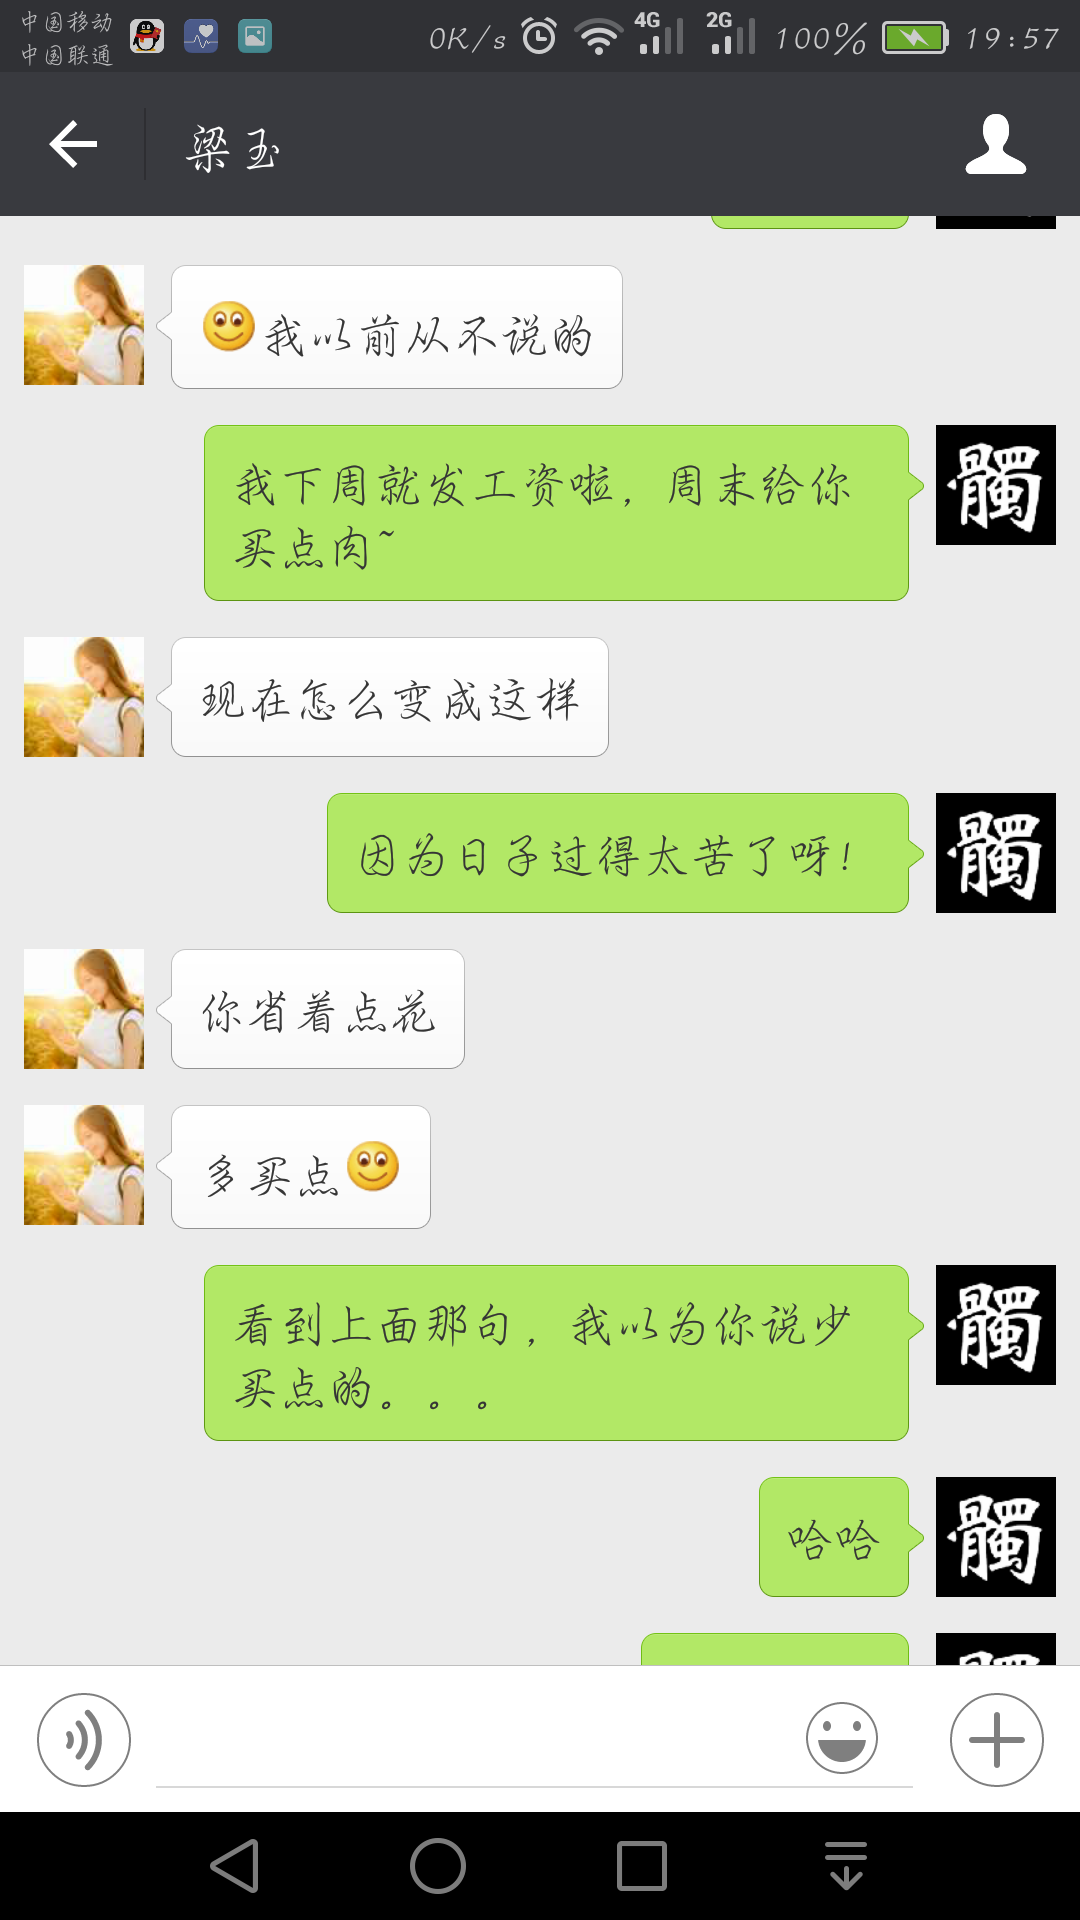 中国移动
中国联通
0K/s 4G 2G 100% 19:57
梁玉
我以前从不说的
我下周就发工资啦，周末给你
买点肉~
髑
现在怎么变成这样
因为日子过得太苦了呀！
髑
你省着点花
多买点
看到上面那句，我以为你说少
买点的。。。
髑
哈哈
髑